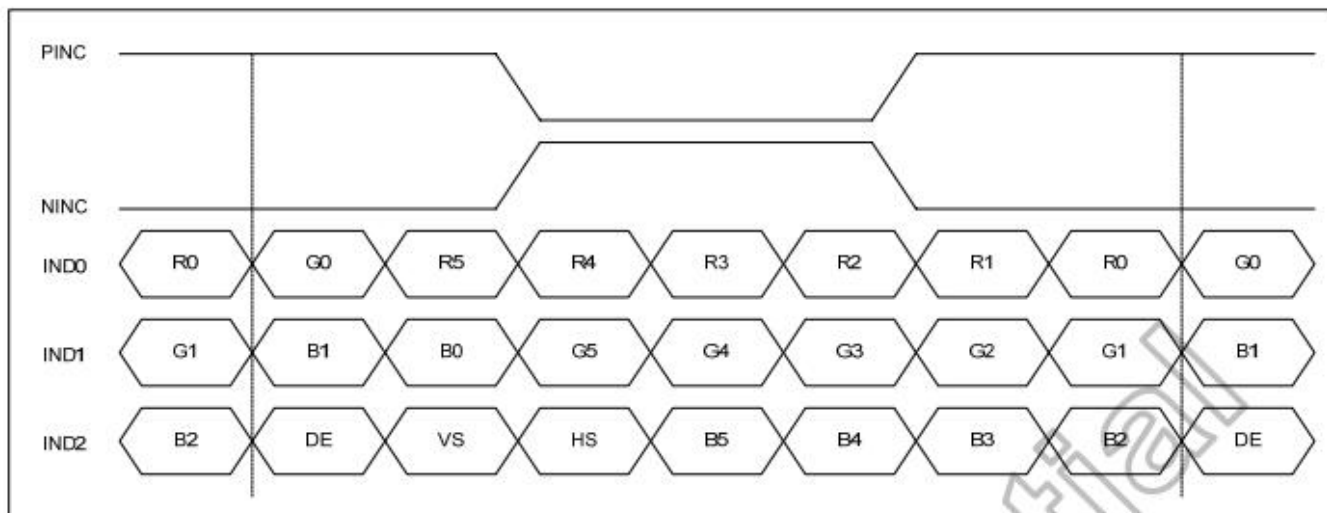 PINC
NINC
IND0 R0 G0 R5 R4 R3 R2 R1 R0 G0
IND1 G1 B1 B0 G5 G4 G3 G2 G1 B1
IND2 B2 DE VS HS B5 B4 B3 B2 DE
tial